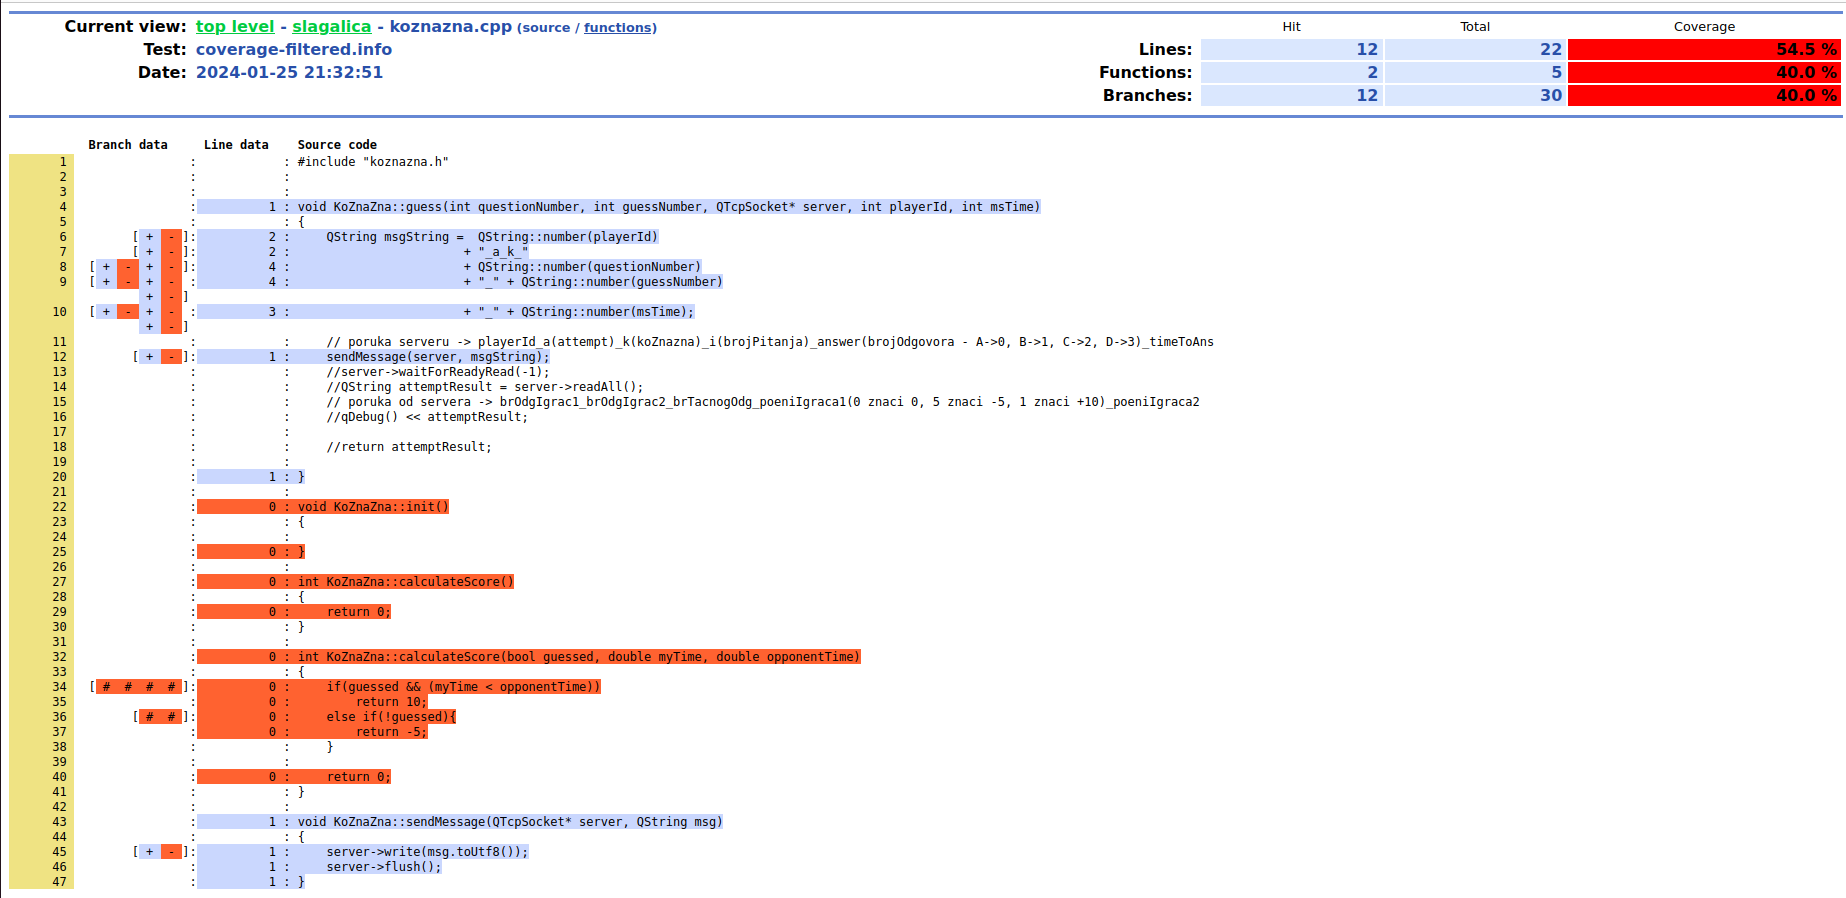 Current view: top level - slagalica - koznazna.cpp (source / functions) Hit Total Coverage
Test: coverage-filtered.info Lines: 12 22 54.5 %
Date: 2024-01-25 21:32:51 Functions: 2 5 40.0 %
Branches: 12 30 40.0 %
Branch data Line data Source code
1 : : #include "koznazna.h"
2 : :
3 : :
4 : 1 : void KoZnaZna::guess(int questionNumber, int guessNumber, QTcpSocket* server, int playerId, int msTime)
5 : : {
6 [ + - ]: 2 : QString msgString = QString::number(playerId)
7 [ + - ]: 2 : + "_a_k_"
8 [ + - + - ]: 4 : + QString::number(questionNumber)
9 [ + - + - : 4 : + "_" + QString::number(guessNumber)
+ - ]
10 [ + - + - : 3 : + "_" + QString::number(msTime);
+ - ]
11 : : // poruka serveru -> playerId_a(attempt)_k(koZnazna)_i(brojPitanja)_answer(brojOdgovora - A->0, B->1, C->2, D->3)_timeToAns
12 [ + - ]: 1 : sendMessage(server, msgString);
13 : : //server->waitForReadyRead(-1);
14 : : //QString attemptResult = server->readAll();
15 : : // poruka od servera -> brOdgIgrac1_brOdgIgrac2_brTacnogOdg_poeniIgraca1(0 znaci 0, 5 znaci -5, 1 znaci +10)_poeniIgraca2
16 : : //qDebug() << attemptResult;
17 : :
18 : : //return attemptResult;
19 : :
20 : 1 : }
21 : :
22 : 0 : void KoZnaZna::init()
23 : : {
24 : :
25 : 0 : }
26 : :
27 : 0 : int KoZnaZna::calculateScore()
28 : : {
29 : 0 : return 0;
30 : : }
31 : :
32 : 0 : int KoZnaZna::calculateScore(bool guessed, double myTime, double opponentTime)
33 : : {
34 [ # # # # ]: 0 : if(guessed && (myTime < opponentTime))
35 : 0 : return 10;
36 [ # # ]: 0 : else if(!guessed){
37 : 0 : return -5;
38 : : }
39 : :
40 : 0 : return 0;
41 : : }
42 : :
43 : 1 : void KoZnaZna::sendMessage(QTcpSocket* server, QString msg)
44 : : {
45 [ + - ]: 1 : server->write(msg.toUtf8());
46 : 1 : server->flush();
47 : 1 : }